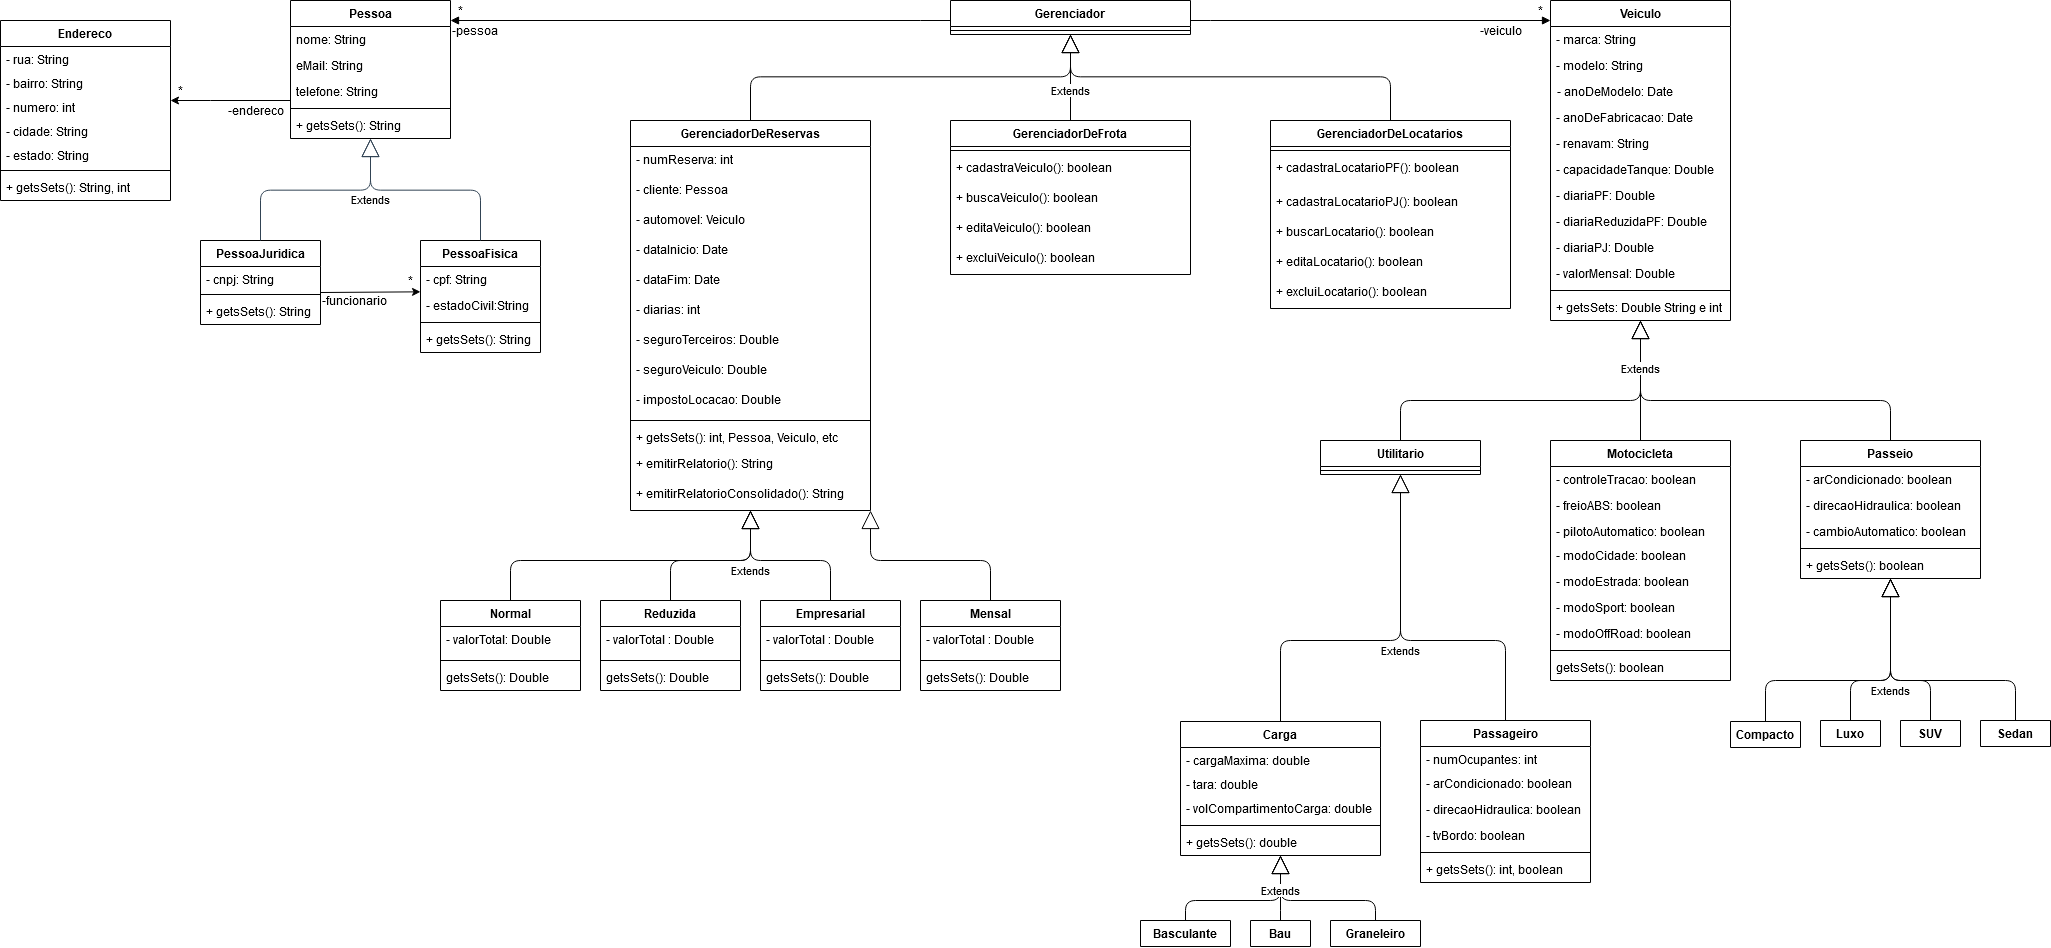 Endereco
- rua: String
- bairro: String
- numero: int
- cidade: String
- estado: String
+ getsSets(): String, int
*
-endereco
Pessoa
nome: String
eMail: String
telefone: String
+ getsSets(): String
Extends
PessoaJuridica
- cnpj: String
+ getsSets(): String
*
-funcionario
PessoaFisica
- cpf: String
- estadoCivil:String
+ getsSets(): String
*
-pessoa
Gerenciador
*
-veiculo
Extends
GerenciadorDeReservas
- numReserva: int
- cliente: Pessoa
- automovel: Veiculo
- dataInicio: Date
- dataFim: Date
- diarias: int
- seguroTerceiros: Double
- seguroVeiculo: Double
- impostoLocacao: Double
+ getsSets(): int, Pessoa, Veiculo, etc
+ emitirRelatorio(): String
+ emitirRelatorioConsolidado(): String
GerenciadorDeFrota
+ cadastraVeiculo(): boolean
+ buscaVeiculo(): boolean
+ editaVeiculo(): boolean
+ excluiVeiculo(): boolean
GerenciadorDeLocatarios
+ cadastraLocatarioPF(): boolean
+ cadastraLocatarioPJ(): boolean
+ buscarLocatario(): boolean
+ editaLocatario(): boolean
+ excluiLocatario(): boolean
Extends
Normal
- valorTotal: Double
getsSets(): Double
Reduzida
- valorTotal : Double
getsSets(): Double
Empresarial
- valorTotal : Double
getsSets(): Double
Mensal
- valorTotal : Double
getsSets(): Double
Veiculo
- marca: String
- modelo: String
- anoDeModelo: Date
- anoDeFabricacao: Date
- renavam: String
- capacidadeTanque: Double
- diariaPF: Double
- diariaReduzidaPF: Double
- diariaPJ: Double
- valorMensal: Double
+ getsSets: Double String e int
Extends
Utilitario
Motocicleta
- controleTracao: boolean
- freioABS: boolean
- pilotoAutomatico: boolean
- modoCidade: boolean
- modoEstrada: boolean
- modoSport: boolean
- modoOffRoad: boolean
getsSets(): boolean
Passeio
- arCondicionado: boolean
- direcaoHidraulica: boolean
- cambioAutomatico: boolean
+ getsSets(): boolean
Extends
Compacto
Luxo
SUV
Sedan
Extends
Carga
- cargaMaxima: double
- tara: double
- volCompartimentoCarga: double
+ getsSets(): double
Passageiro
- numOcupantes: int
- arCondicionado: boolean
- direcaoHidraulica: boolean
- tvBordo: boolean
+ getsSets(): int, boolean
Extends
Basculante
Bau
Graneleiro